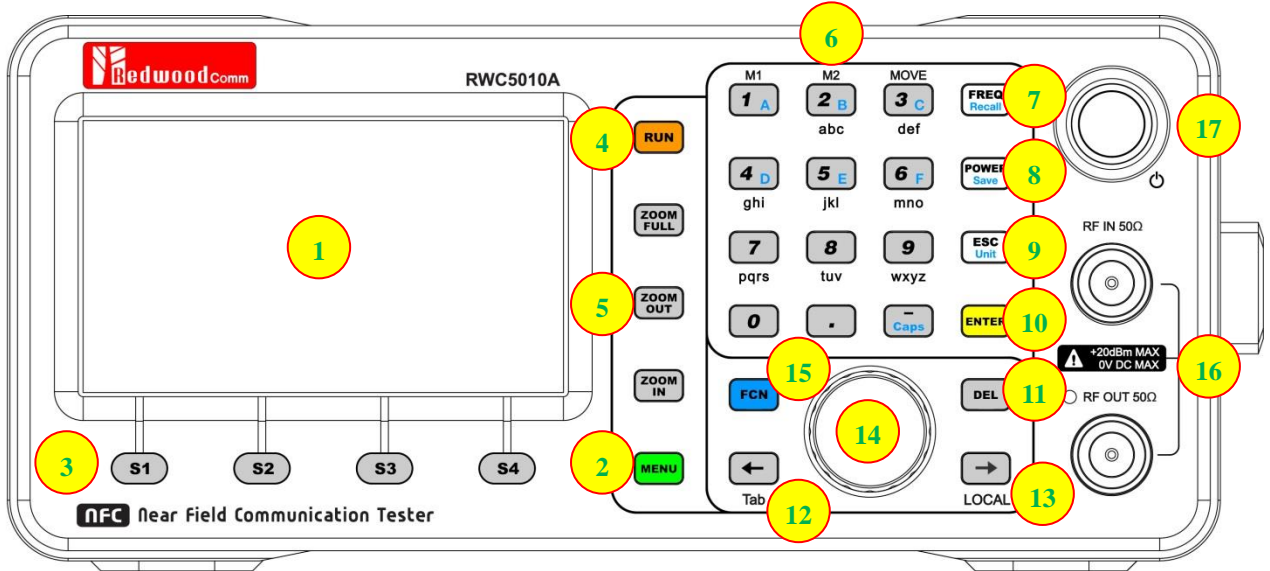 Redwood Comm
RWC5010A
1
S1 S2 S3 S4
3
NFC Near Field Communication Tester
4
RUN
ZOOM
FULL
5
ZOOM
OUT
ZOOM
IN
2
MENU
6
M1 M2 MOVE
1 A 2 B 3 C FREQ
Recall
7
abc def
4 D 5 E 6 F POWER
Save
8
ghi jkl mno
7 8 9 ESC
Unit
9
pqrs tuv wxyz
0 . – Caps ENTER
10
15
FCN
14
DEL
11
← →
Tab LOCAL
12
13
17
RF IN 50Ω
+20dBm MAX
0V DC MAX
16
RF OUT 50Ω